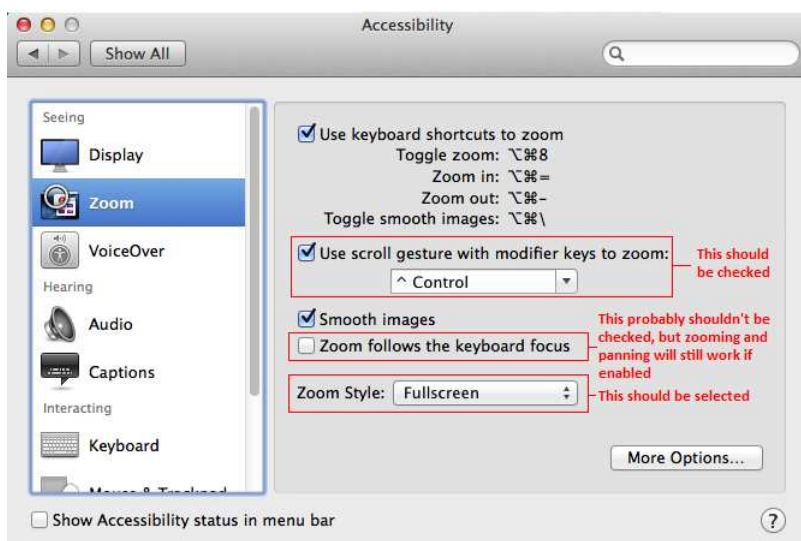 Accessibility
Show All
Seeing
Display
Zoom
VoiceOver
Hearing
Audio
Captions
Interacting
Keyboard
Mouse & Trackpad
Use keyboard shortcuts to zoom
Toggle zoom: ⌥⌘8
Zoom in: ⌥⌘=
Zoom out: ⌥⌘-
Toggle smooth images: ⌥⌘\
Use scroll gesture with modifier keys to zoom:
^ Control
This should
be checked
Smooth images
Zoom follows the keyboard focus
This probably shouldn't be
checked, but zooming and
panning will still work if
enabled
Zoom Style: Fullscreen
This should be selected
More Options...
Show Accessibility status in menu bar
?